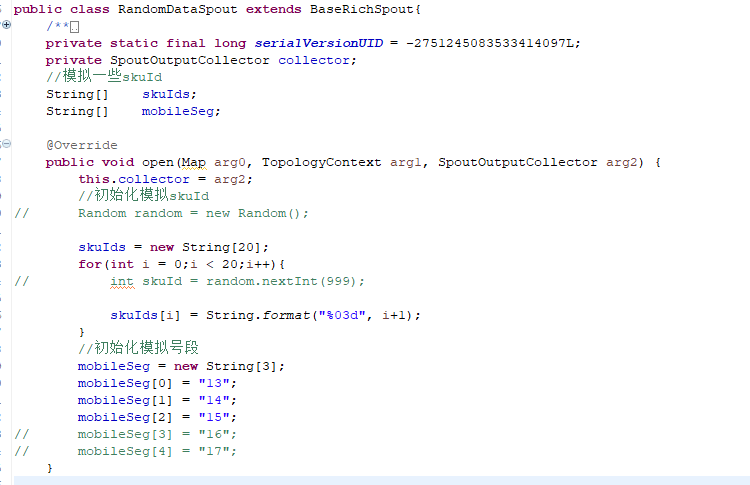 public class RandomDataSpout extends BaseRichSpout{
/**
private static final long serialVersionUID = -2751245083533414097L;
private SpoutOutputCollector collector;
//模拟一些skuId
String[]    skuIds;
String[]    mobileSeg;
@Override
public void open(Map arg0, TopologyContext arg1, SpoutOutputCollector arg2) {
this.collector = arg2;
//初始化模拟skuId
//      Random random = new Random();
skuIds = new String[20];
for(int i = 0;i < 20;i++){
//          int skuId = random.nextInt(999);
skuIds[i] = String.format("%03d", i+1);
}
//初始化模拟号段
mobileSeg = new String[3];
mobileSeg[0] = "13";
mobileSeg[1] = "14";
mobileSeg[2] = "15";
//      mobileSeg[3] = "16";
//      mobileSeg[4] = "17";
}